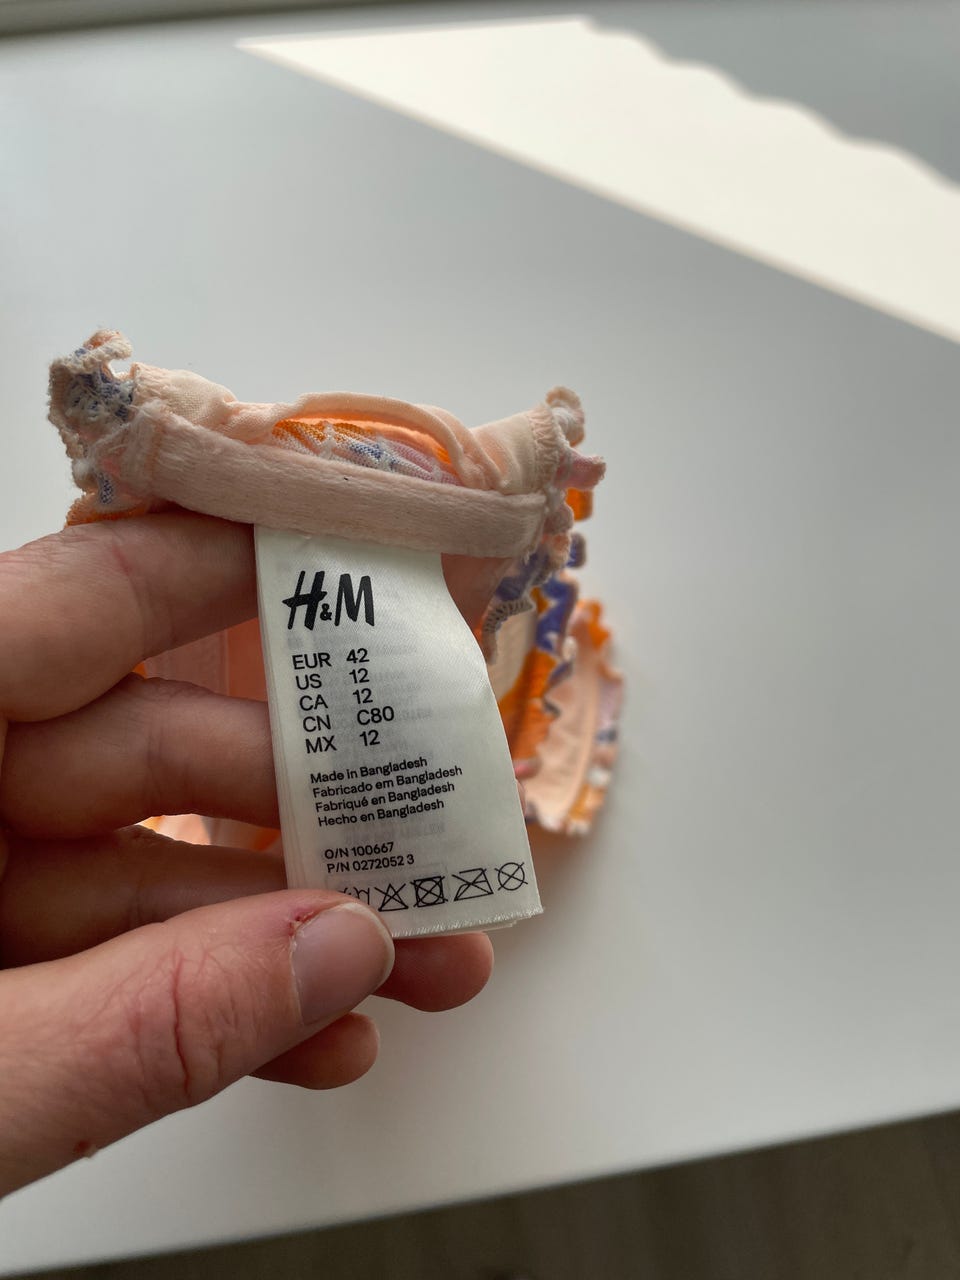 H&M
EUR 42
US 12
CA 12
CN C80
MX 12
Made in Bangladesh
Fabricado em Bangladesh
Fabriqué en Bangladesh
Hecho en Bangladesh
O/N 100667
P/N 0272052 3